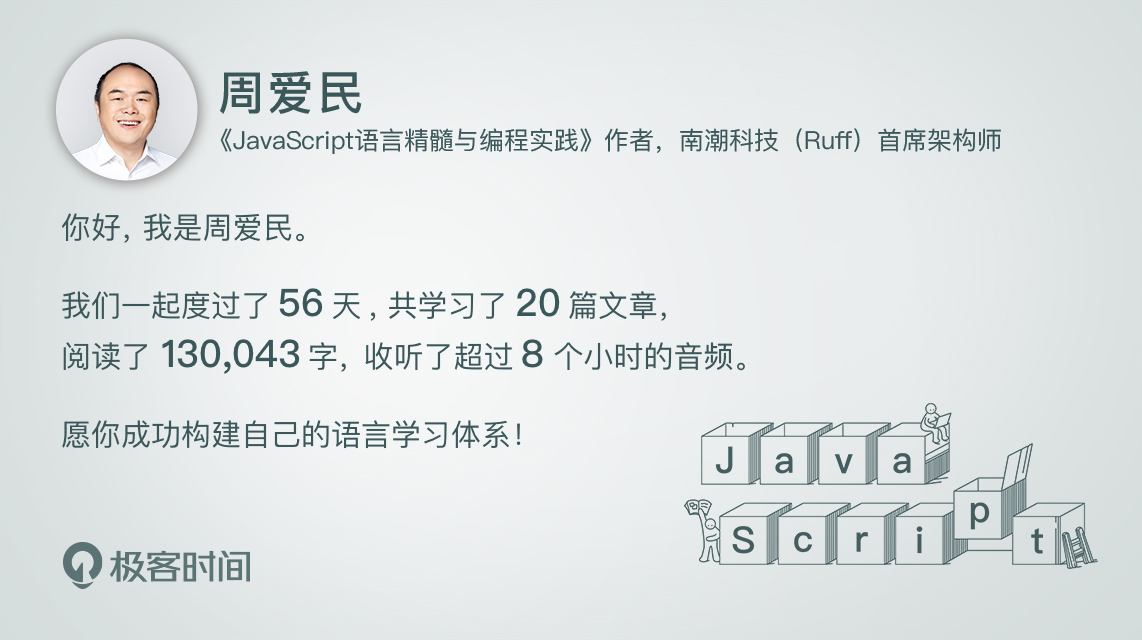 周爱民
《JavaScript语言精髓与编程实践》作者，南潮科技（Ruff）首席架构师
你好，我是周爱民。
我们一起度过了 56 天，共学习了 20 篇文章，
阅读了 130,043 字，收听了超过 8 个小时的音频。
愿你成功构建自己的语言学习体系！
Java
Script
极客时间